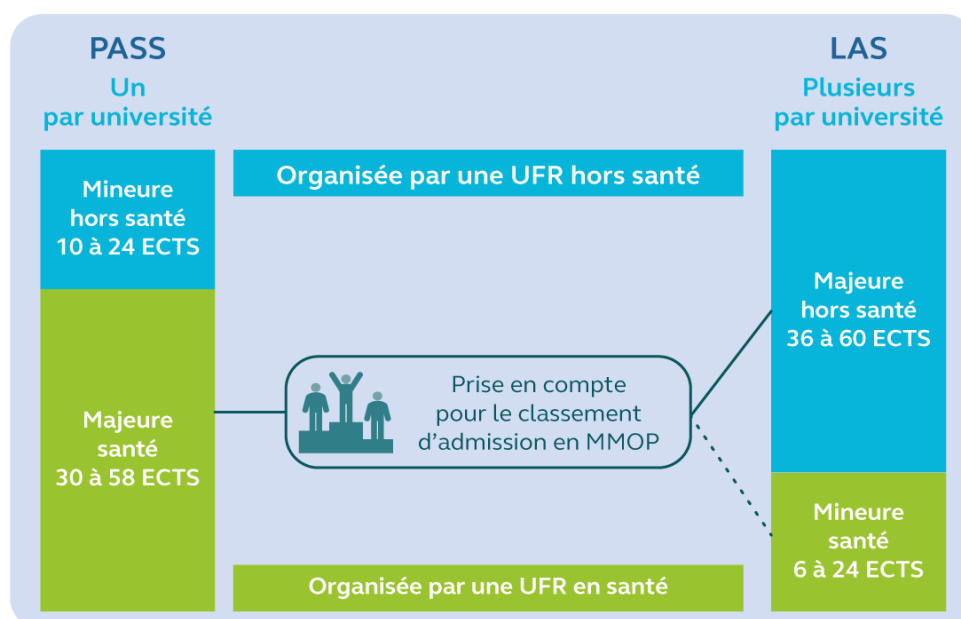 PASS
Un
par université
Mineure
hors santé
10 à 24 ECTS
Majeure
santé
30 à 58 ECTS
Organisée par une UFR hors santé
Prise en compte
pour le classement
d’admission en MMOP
Organisée par une UFR en santé
LAS
Plusieurs
par université
Majeure
hors santé
36 à 60 ECTS
Mineure
santé
6 à 24 ECTS